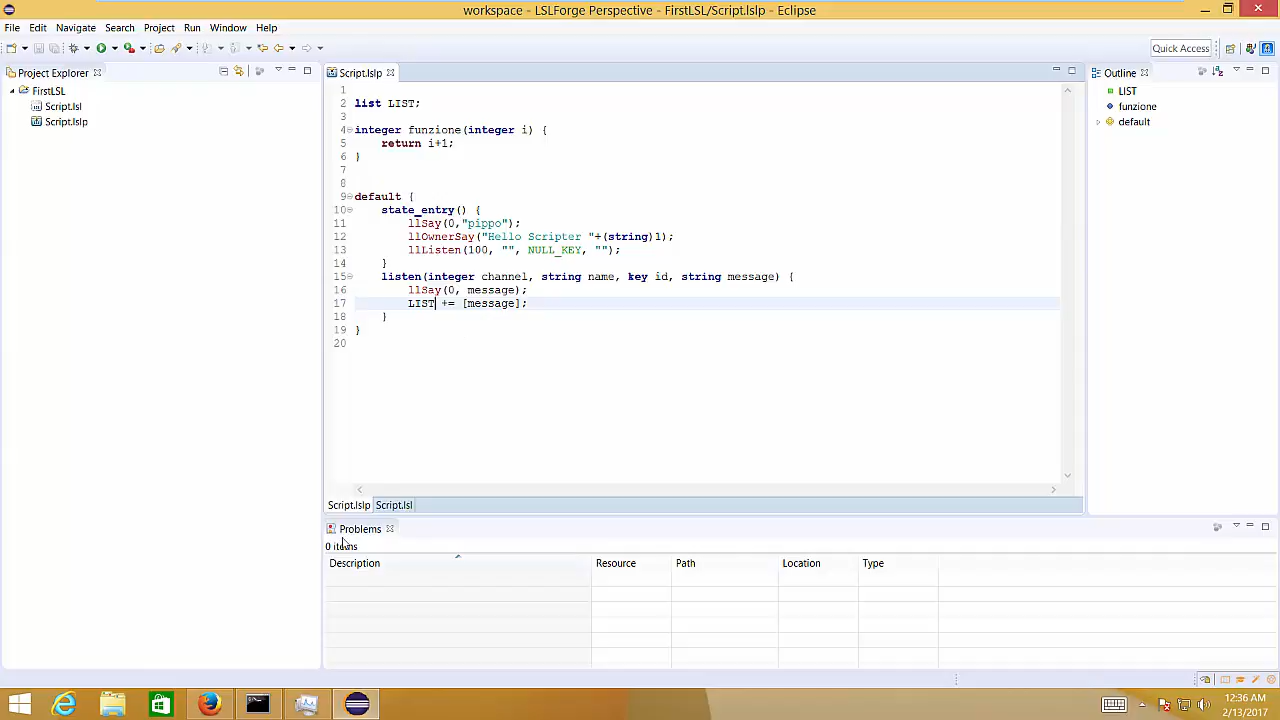 workspace - LSLForge Perspective - FirstLSL/Script.lslp - Eclipse
File Edit Navigate Search Project Run Window Help
Quick Access
Project Explorer
FirstLSL
Script.lsl
Script.lslp
Script.lslp
1
2 list LIST;
3
4 integer funzione(integer i) {
5 return i+1;
6 }
7
8
9 default {
10 state_entry() {
11 llSay(0,"pippo");
12 llOwnerSay("Hello Scripter "+(string)1);
13 llListen(100, "", NULL_KEY, "");
14 }
15 listen(integer channel, string name, key id, string message) {
16 llSay(0, message);
17 LIST += [message];
18 }
19 }
20
Script.lslp Script.lsl
Outline
LIST
funzione
default
Problems
0 items
Description Resource Path Location Type
12:36 AM
2/13/2017